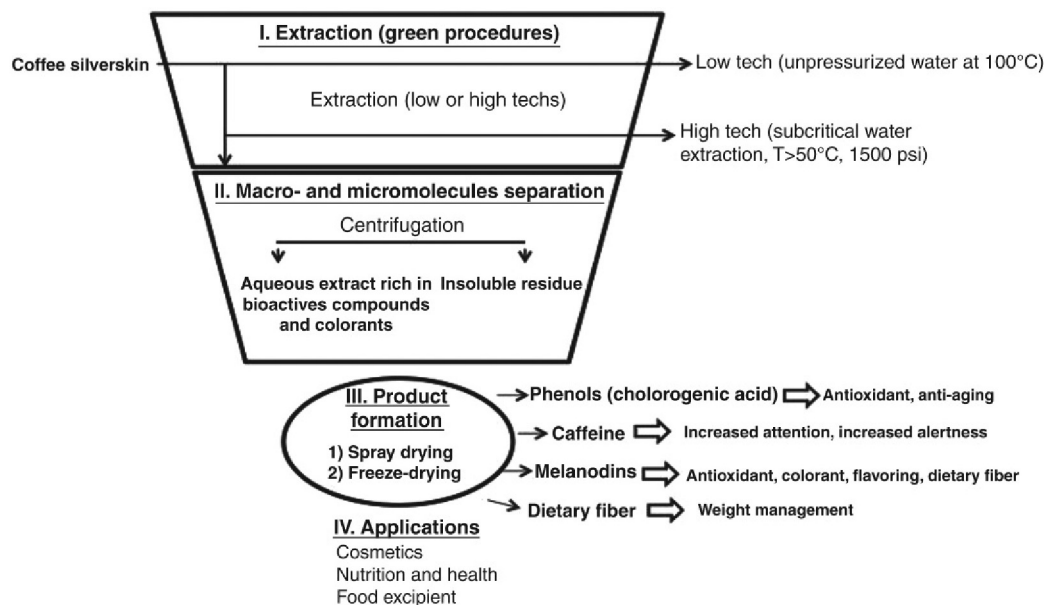 I. Extraction (green procedures)
Coffee silverskin
Low tech (unpressurized water at 100°C)
Extraction (low or high techs)
High tech (subcritical water
extraction, T>50°C, 1500 psi)
II. Macro- and micromolecules separation
Centrifugation
Aqueous extract rich in
bioactives compounds
and colorants
Insoluble residue
III. Product
formation
1) Spray drying
2) Freeze-drying
Phenols (cholorogenic acid)
Antioxidant, anti-aging
Caffeine
Increased attention, increased alertness
Melanodins
Antioxidant, colorant, flavoring, dietary fiber
Dietary fiber
Weight management
IV. Applications
Cosmetics
Nutrition and health
Food excipient